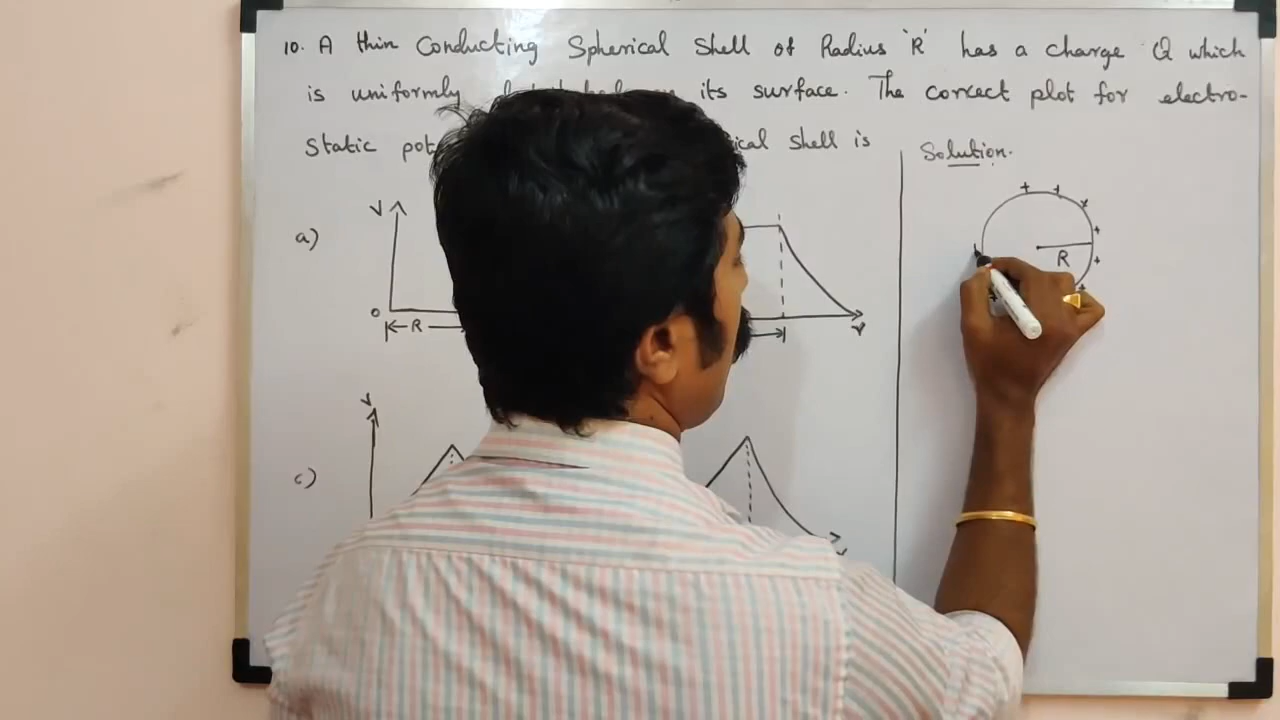 10. A thin Conducting Spherical Shell of Radius 'R' has a charge Q which
is uniformly its surface. The correct plot for electro-
Static shell is
Solution.
a)
V
O
R
r
+ + + + + +
R
c)
V